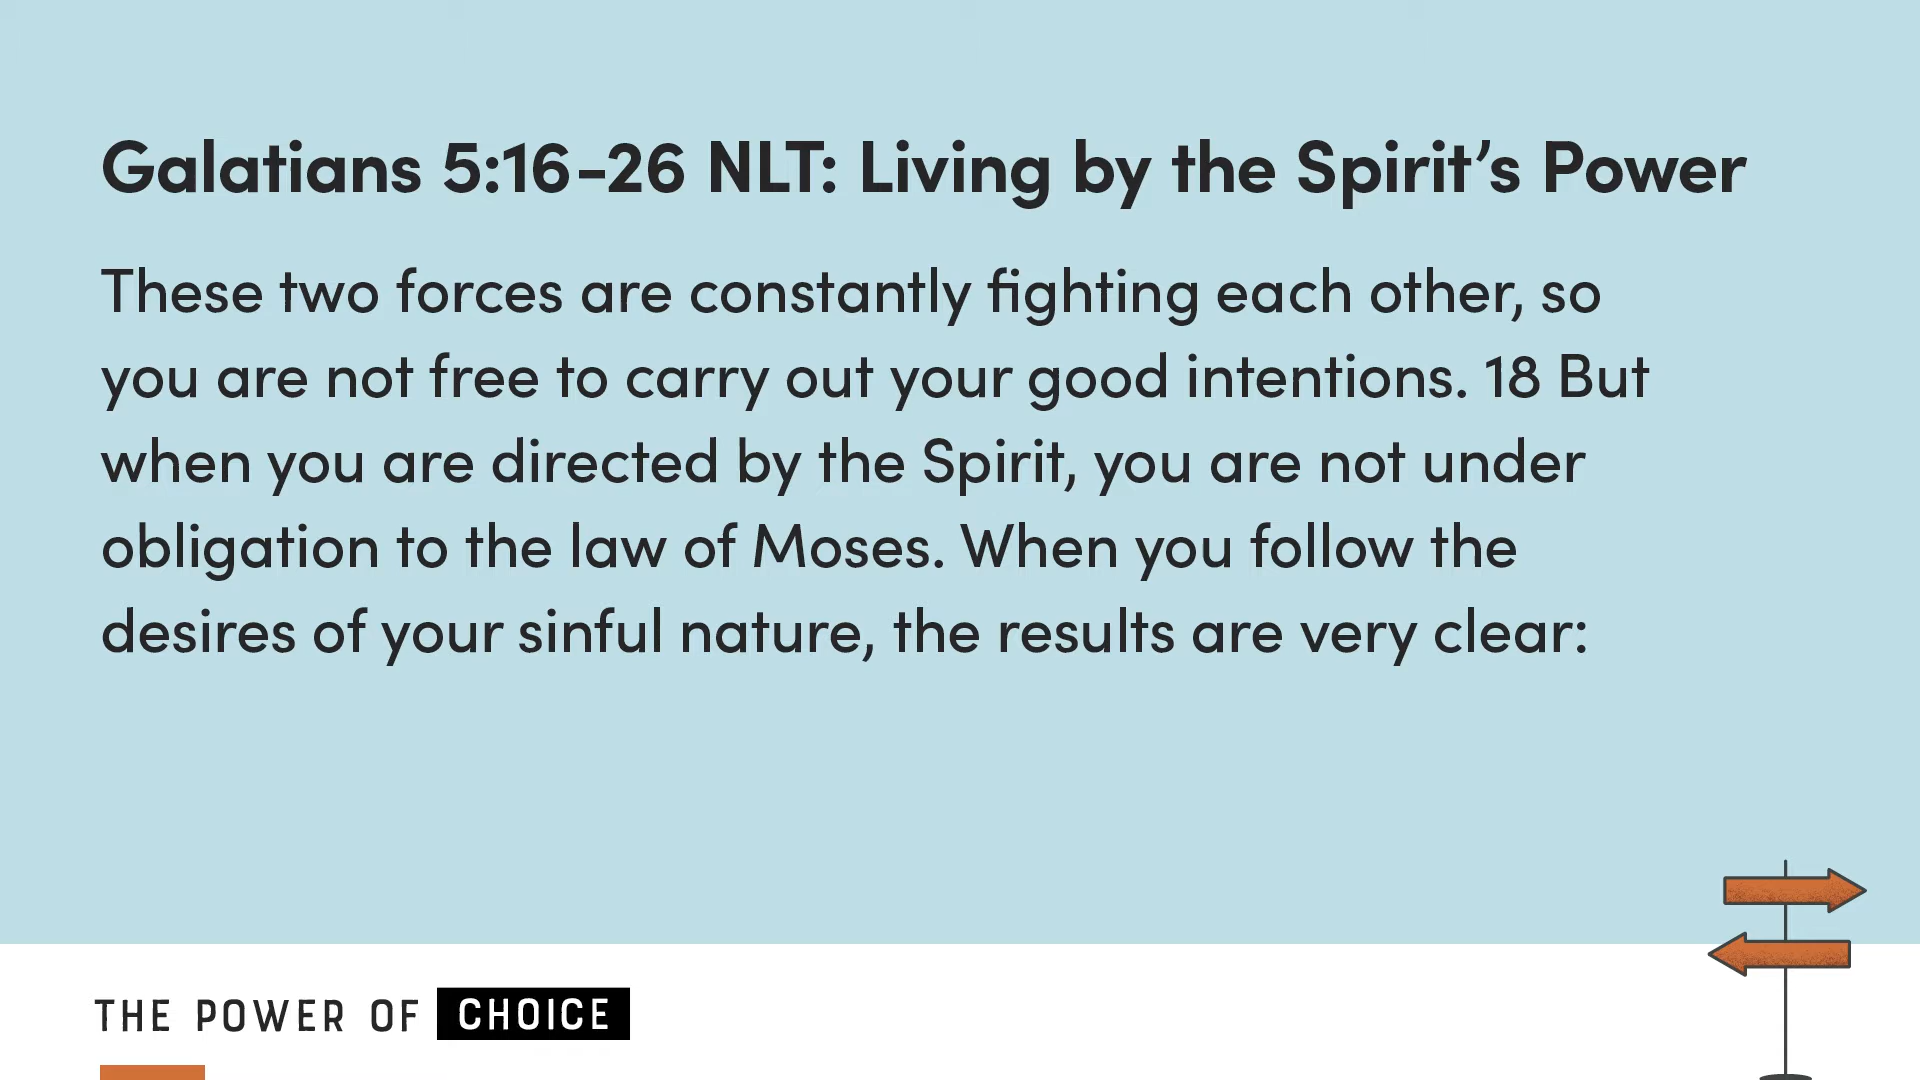 Galatians 5:16-26 NLT: Living by the Spirit’s Power
These two forces are constantly fighting each other, so
you are not free to carry out your good intentions. 18 But
when you are directed by the Spirit, you are not under
obligation to the law of Moses. When you follow the
desires of your sinful nature, the results are very clear:
THE POWER OF CHOICE